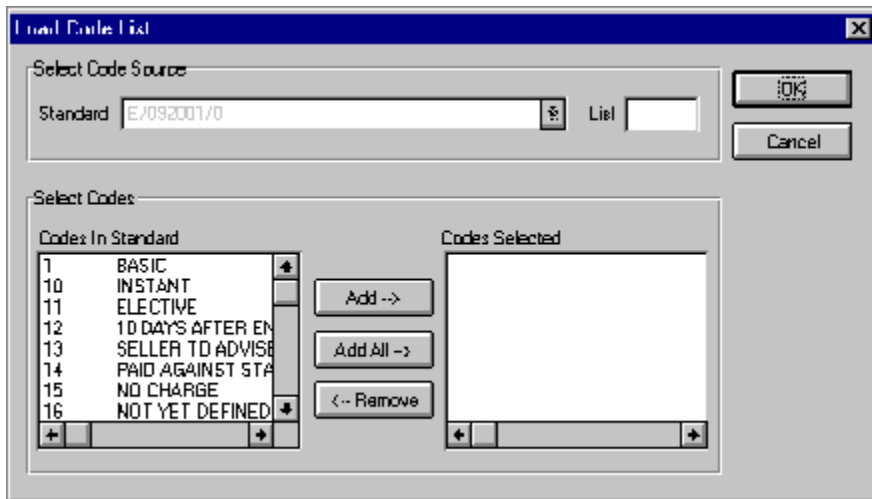 Load Code List
Select Code Source
OK
Standard E/092001/0 List
Cancel
Select Codes
Codes In Standard Codes Selected
1 BASIC
10 INSTANT
11 ELECTIVE
12 10 DAYS AFTER EN
13 SELLER TO ADVISE
14 PAID AGAINST STA
15 NO CHARGE
16 NOT YET DEFINED
Add -->
Add All -->
<-- Remove